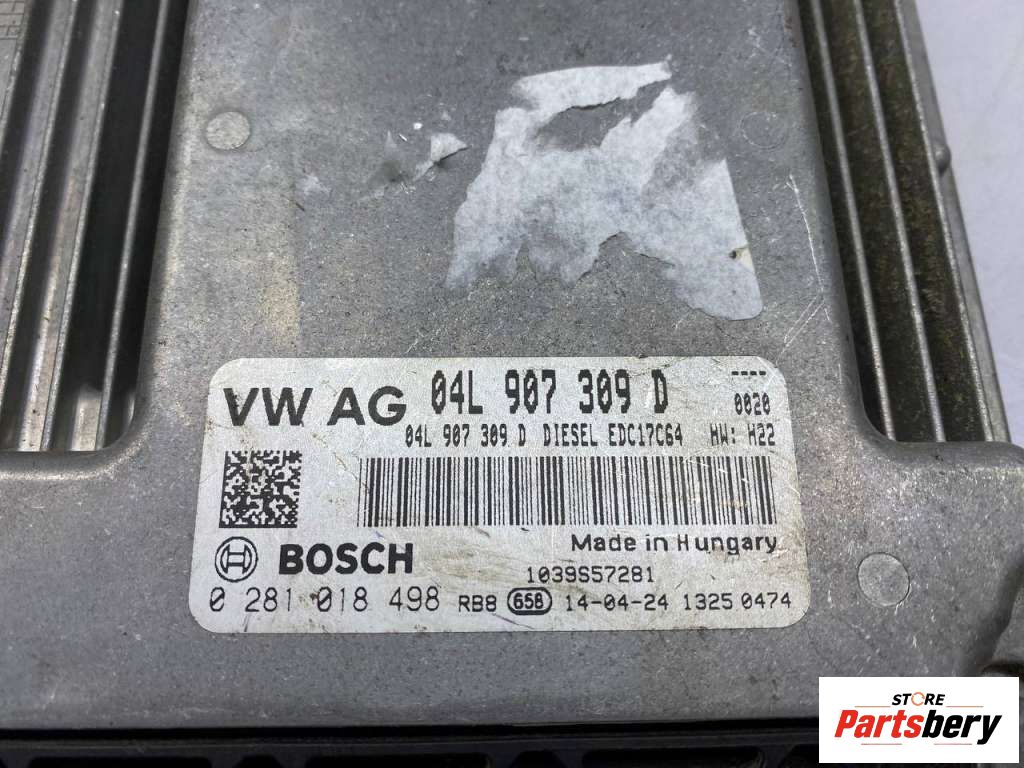 VW AG 04L 907 309 D ----
0020
04L 907 309 D DIESEL EDC17C64 HW: H22
Made in Hungary
BOSCH
1039S57281
0 281 018 498 RB8 658 14-04-24 1325 0474
STORE
Partsbery